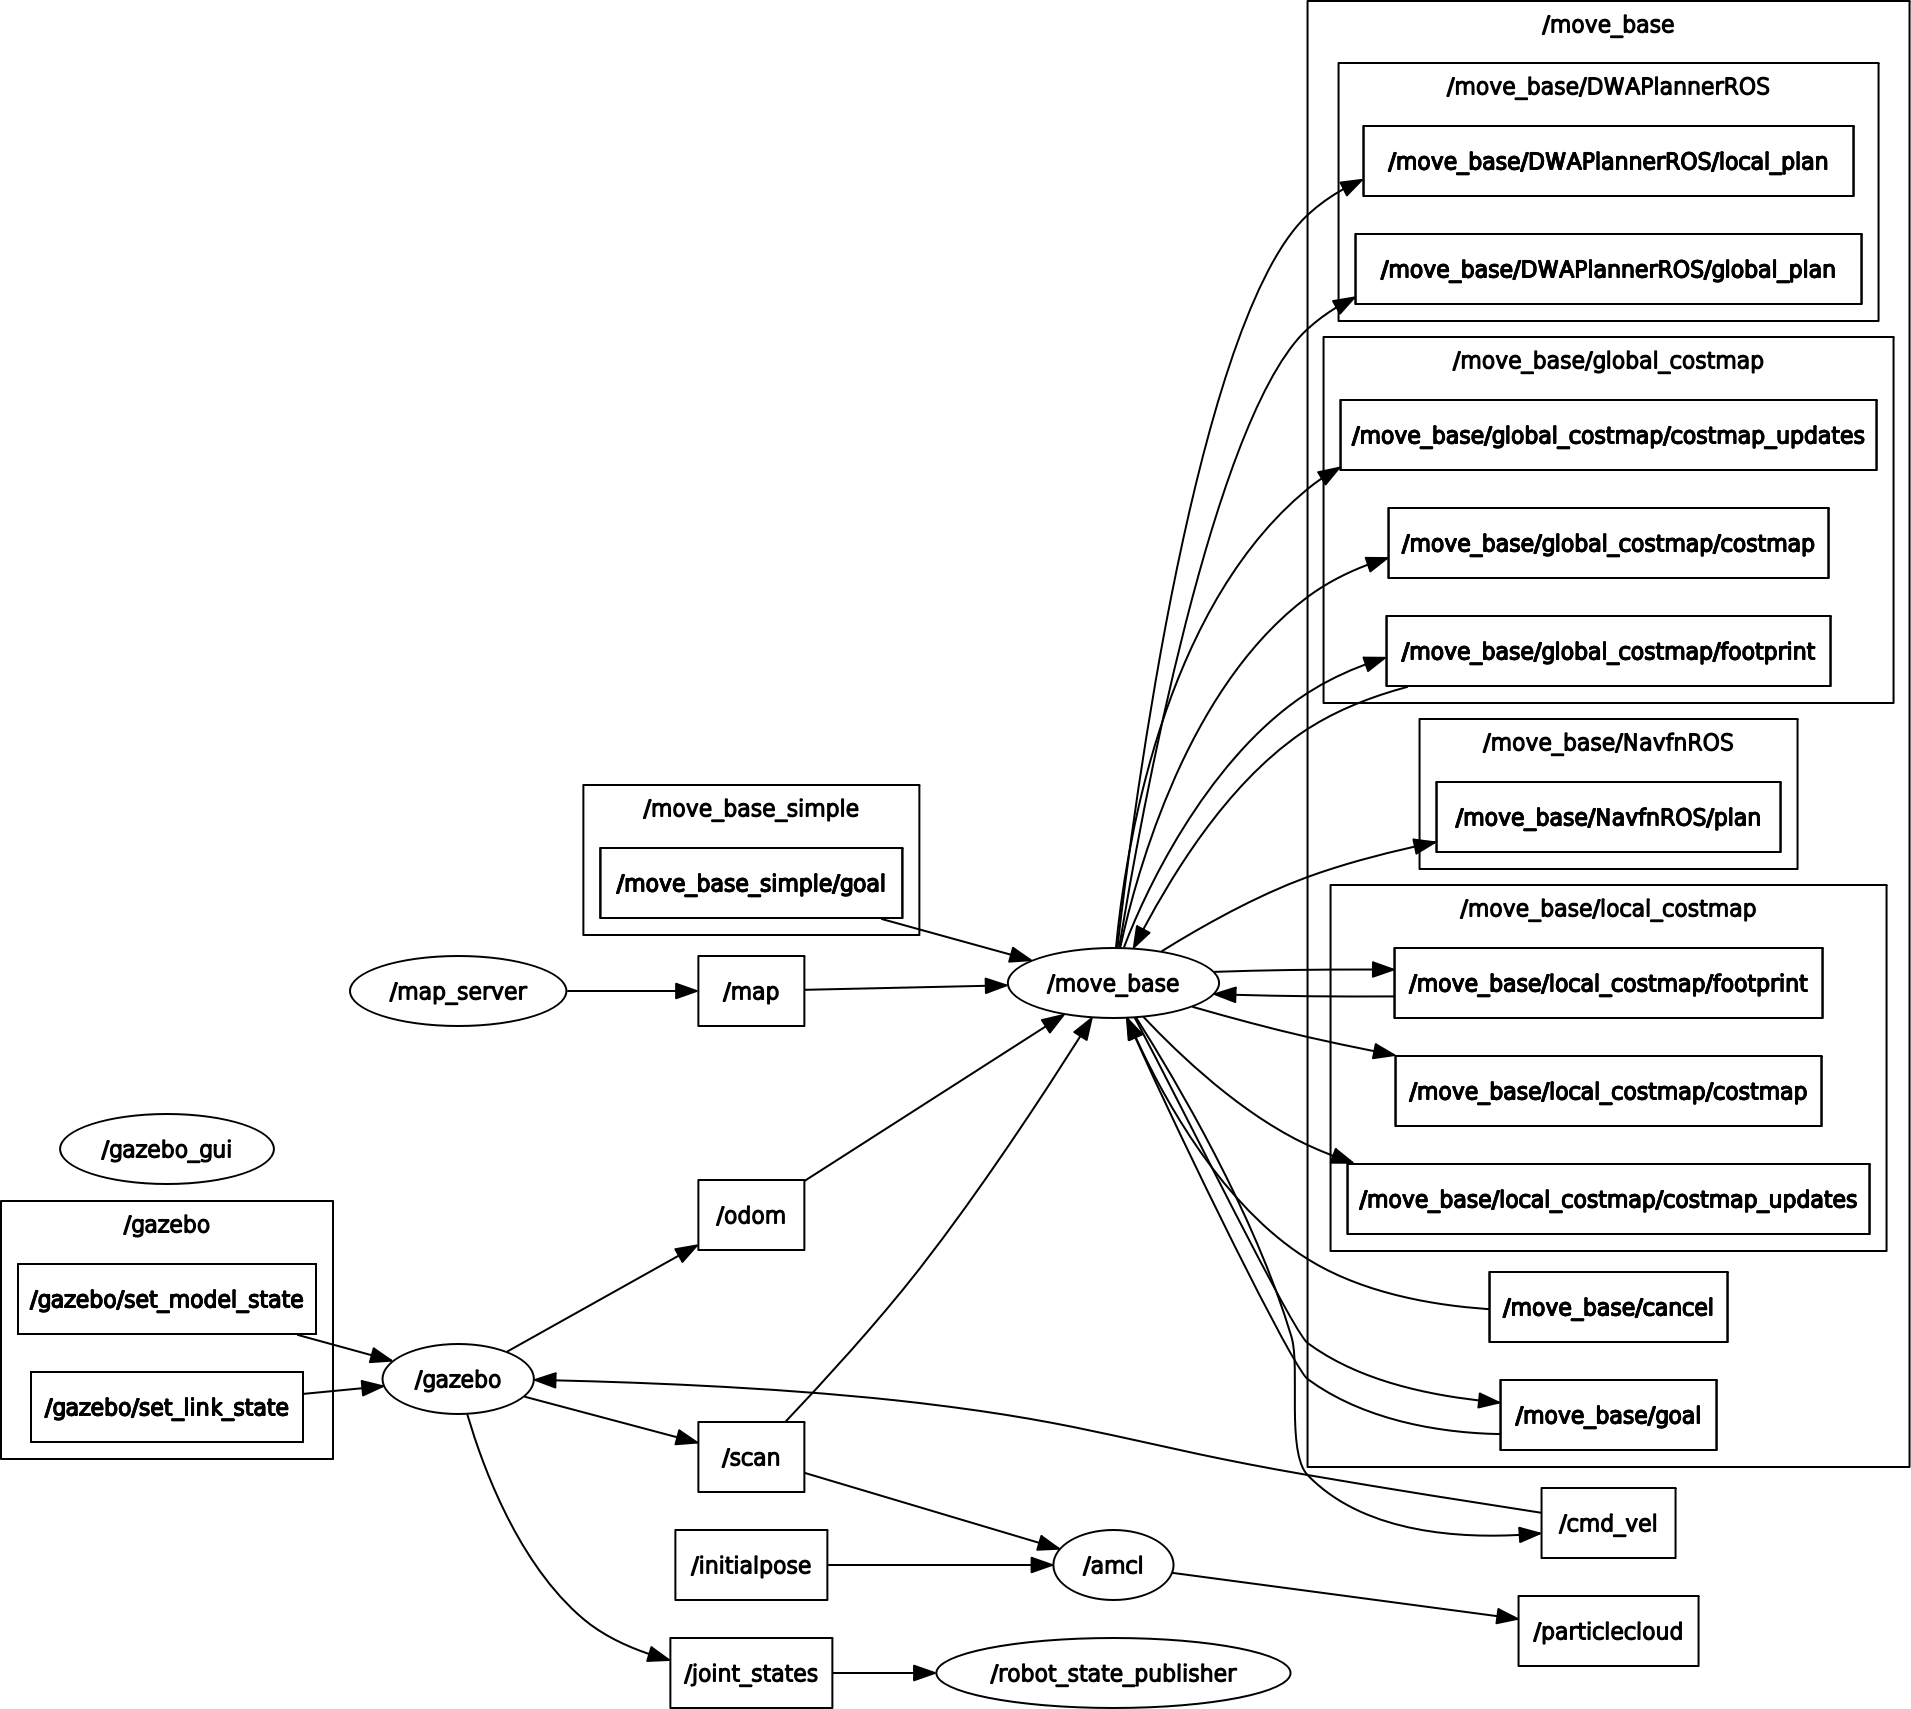 /move_base
/move_base/DWAPlannerROS
/move_base/DWAPlannerROS/local_plan
/move_base/DWAPlannerROS/global_plan
/move_base/global_costmap
/move_base/global_costmap/costmap_updates
/move_base/global_costmap/costmap
/move_base/global_costmap/footprint
/move_base/NavfnROS
/move_base/NavfnROS/plan
/move_base_simple
/move_base_simple/goal
/move_base/local_costmap
/map_server
/map
/move_base
/move_base/local_costmap/footprint
/move_base/local_costmap/costmap
/gazebo_gui
/move_base/local_costmap/costmap_updates
/gazebo
/odom
/gazebo/set_model_state
/move_base/cancel
/gazebo
/gazebo/set_link_state
/move_base/goal
/scan
/cmd_vel
/initialpose
/amcl
/particlecloud
/joint_states
/robot_state_publisher